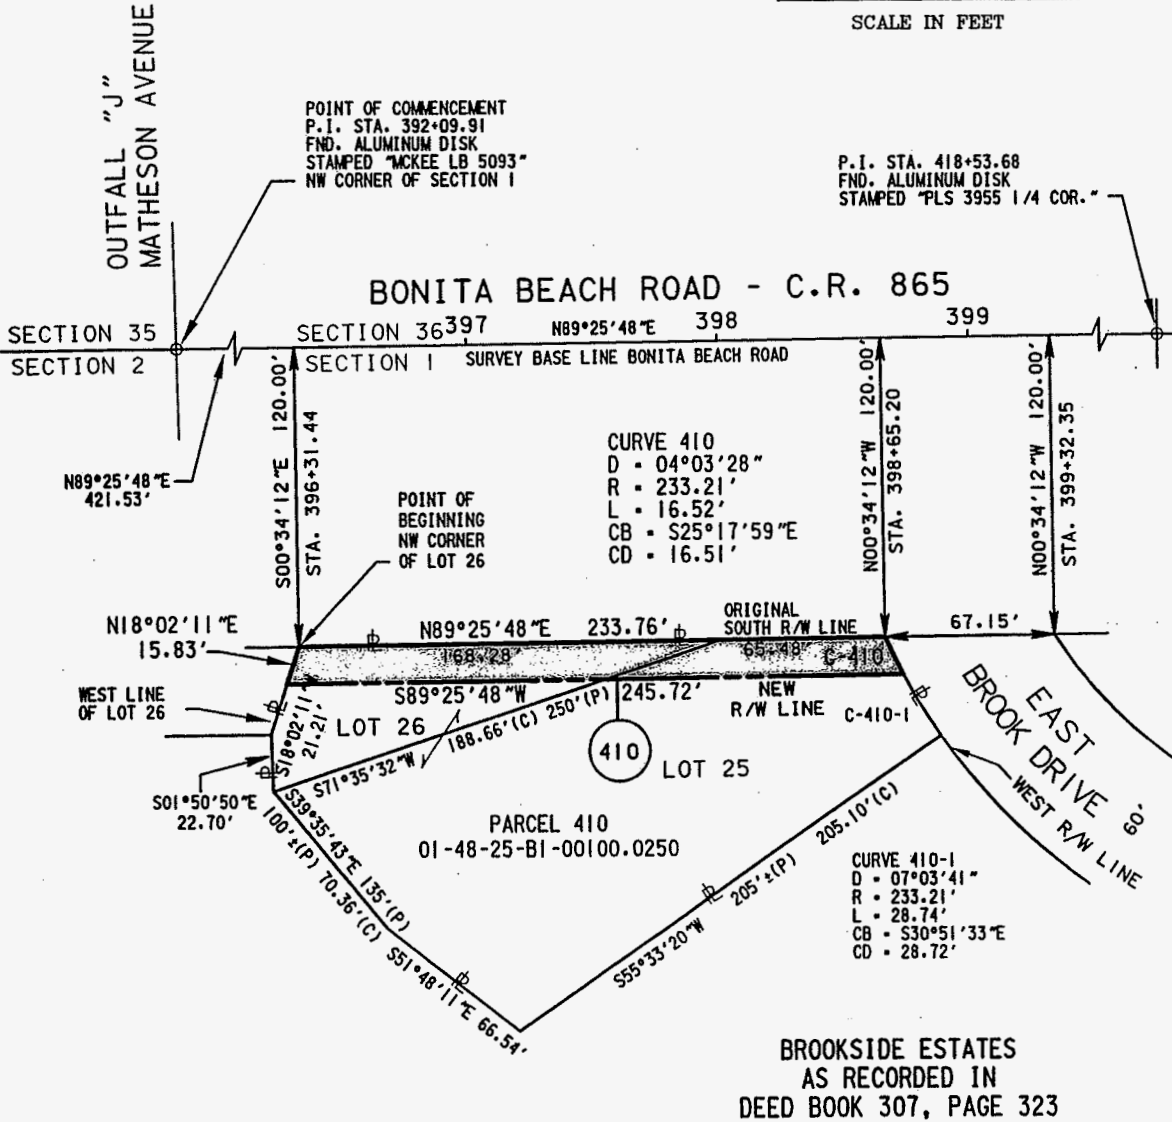 SCALE IN FEET
OUTFALL "J"
MATHESON AVENUE
POINT OF COMMENCEMENT
P.I. STA. 392+09.91
FND. ALUMINUM DISK
STAMPED "MCKEE LB 5093"
NW CORNER OF SECTION 1
P.I. STA. 418+53.68
FND. ALUMINUM DISK
STAMPED "PLS 3955 1/4 COR."
BONITA BEACH ROAD - C.R. 865
SECTION 35
SECTION 36
397
N89°25'48"E
398
399
SECTION 2
SECTION 1
SURVEY BASE LINE BONITA BEACH ROAD
S00°34'12"E 120.00'
STA. 396+31.44
N00°34'12"W 120.00'
STA. 398+65.20
N00°34'12"W 120.00'
STA. 399+32.35
N89°25'48"E
421.53'
CURVE 410
D = 04°03'28"
R = 233.21'
L = 16.52'
CB = S25°17'59"E
CD = 16.51'
POINT OF
BEGINNING
NW CORNER
OF LOT 26
N18°02'11"E
15.83'
N89°25'48"E 233.76'
ORIGINAL
SOUTH R/W LINE
67.15'
168.28'
65.48'
C-410
WEST LINE
OF LOT 26
S89°25'48"W
245.72'
NEW
R/W LINE
C-410-1
S18°02'11"
21.21'
LOT 26
S71°35'32"W
188.66'(C) 250'(P)
410
LOT 25
EAST
BROOK DRIVE
60'
WEST R/W LINE
S01°50'50"E
22.70'
S39°35'43"E 135'(P)
100'±(P) 70.36'(C)
S51°48'11"E 66.54'
PARCEL 410
01-48-25-B1-00100.0250
S55°33'20"W
205'±(P)
205.10'(C)
CURVE 410-1
D = 07°03'41"
R = 233.21'
L = 28.74'
CB = S30°51'33"E
CD = 28.72'
BROOKSIDE ESTATES
AS RECORDED IN
DEED BOOK 307, PAGE 323